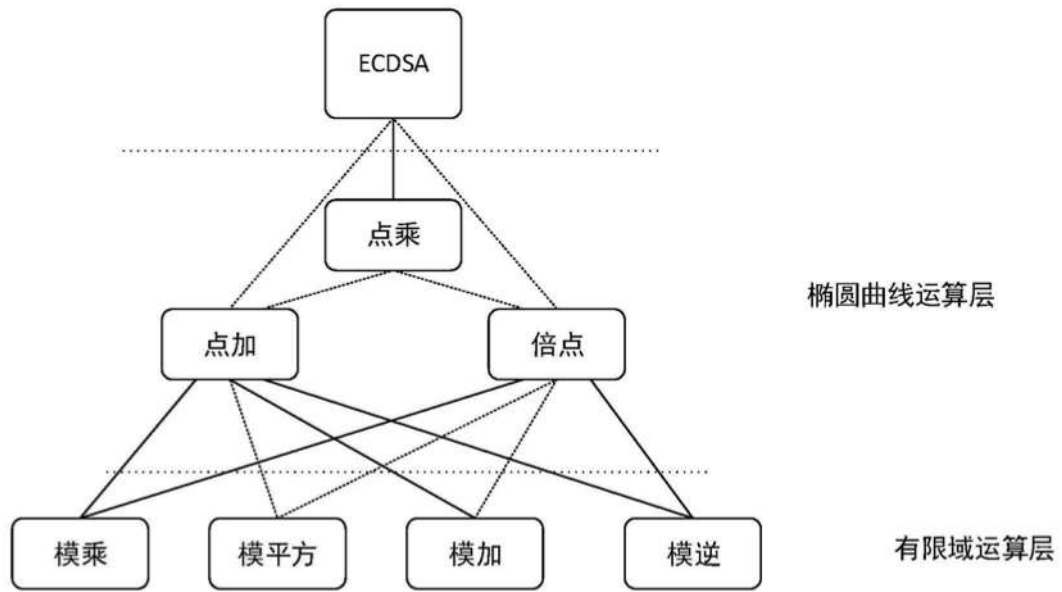 ECDSA
点乘
椭圆曲线运算层
点加
倍点
模乘
模平方
模加
模逆
有限域运算层